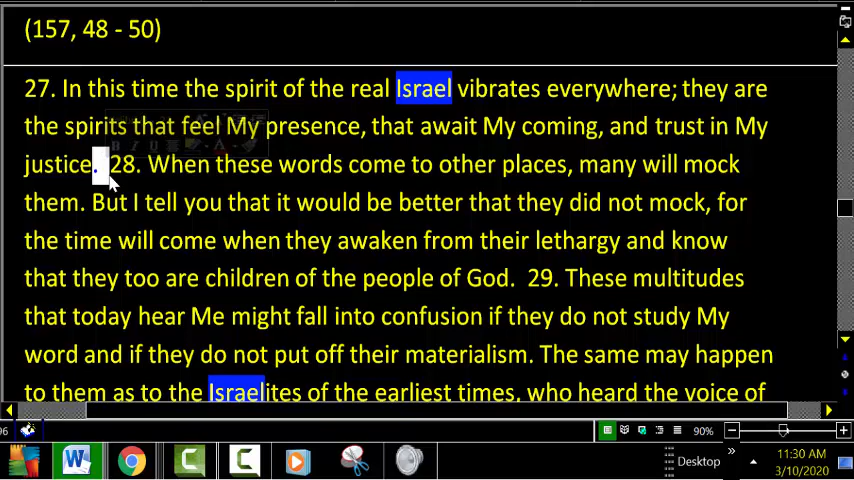 (157, 48 - 50)
27. In this time the spirit of the real Israel vibrates everywhere; they are
the spirits that feel My presence, that await My coming, and trust in My
justice. 28. When these words come to other places, many will mock
them. But I tell you that it would be better that they did not mock, for
the time will come when they awaken from their lethargy and know
that they too are children of the people of God.  29. These multitudes
that today hear Me might fall into confusion if they do not study My
word and if they do not put off their materialism. The same may happen
to them as to the Israelites of the earliest times, who heard the voice of
96
90%
Desktop
11:30 AM
3/10/2020